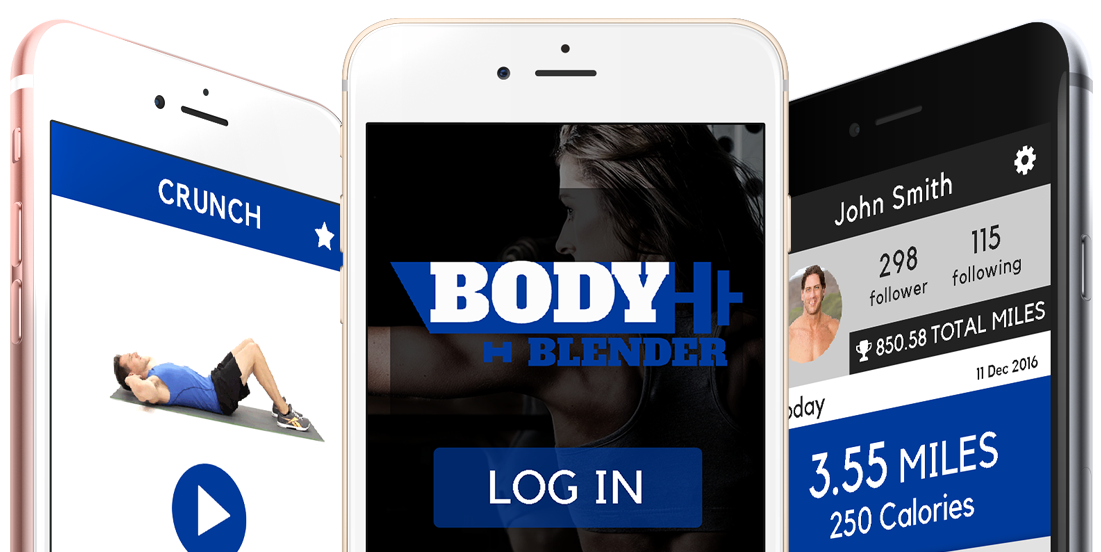 CRUNCH
BODY
BLENDER
LOG IN
John Smith
298
follower
115
following
850.58 TOTAL MILES
11 Dec 2016
oday
3.55 MILES
250 Calories